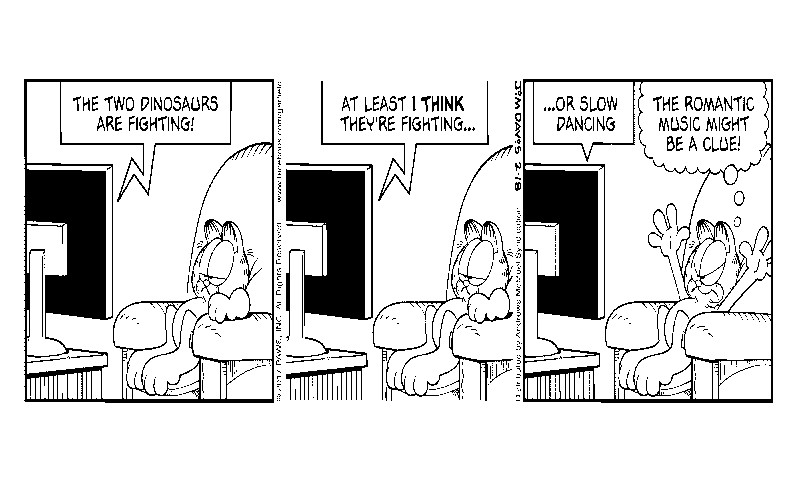 THE TWO DINOSAURS
ARE FIGHTING!
AT LEAST I THINK
THEY'RE FIGHTING...
JIM DAVIS 2-18
...OR SLOW
DANCING
THE ROMANTIC
MUSIC MIGHT
BE A CLUE!